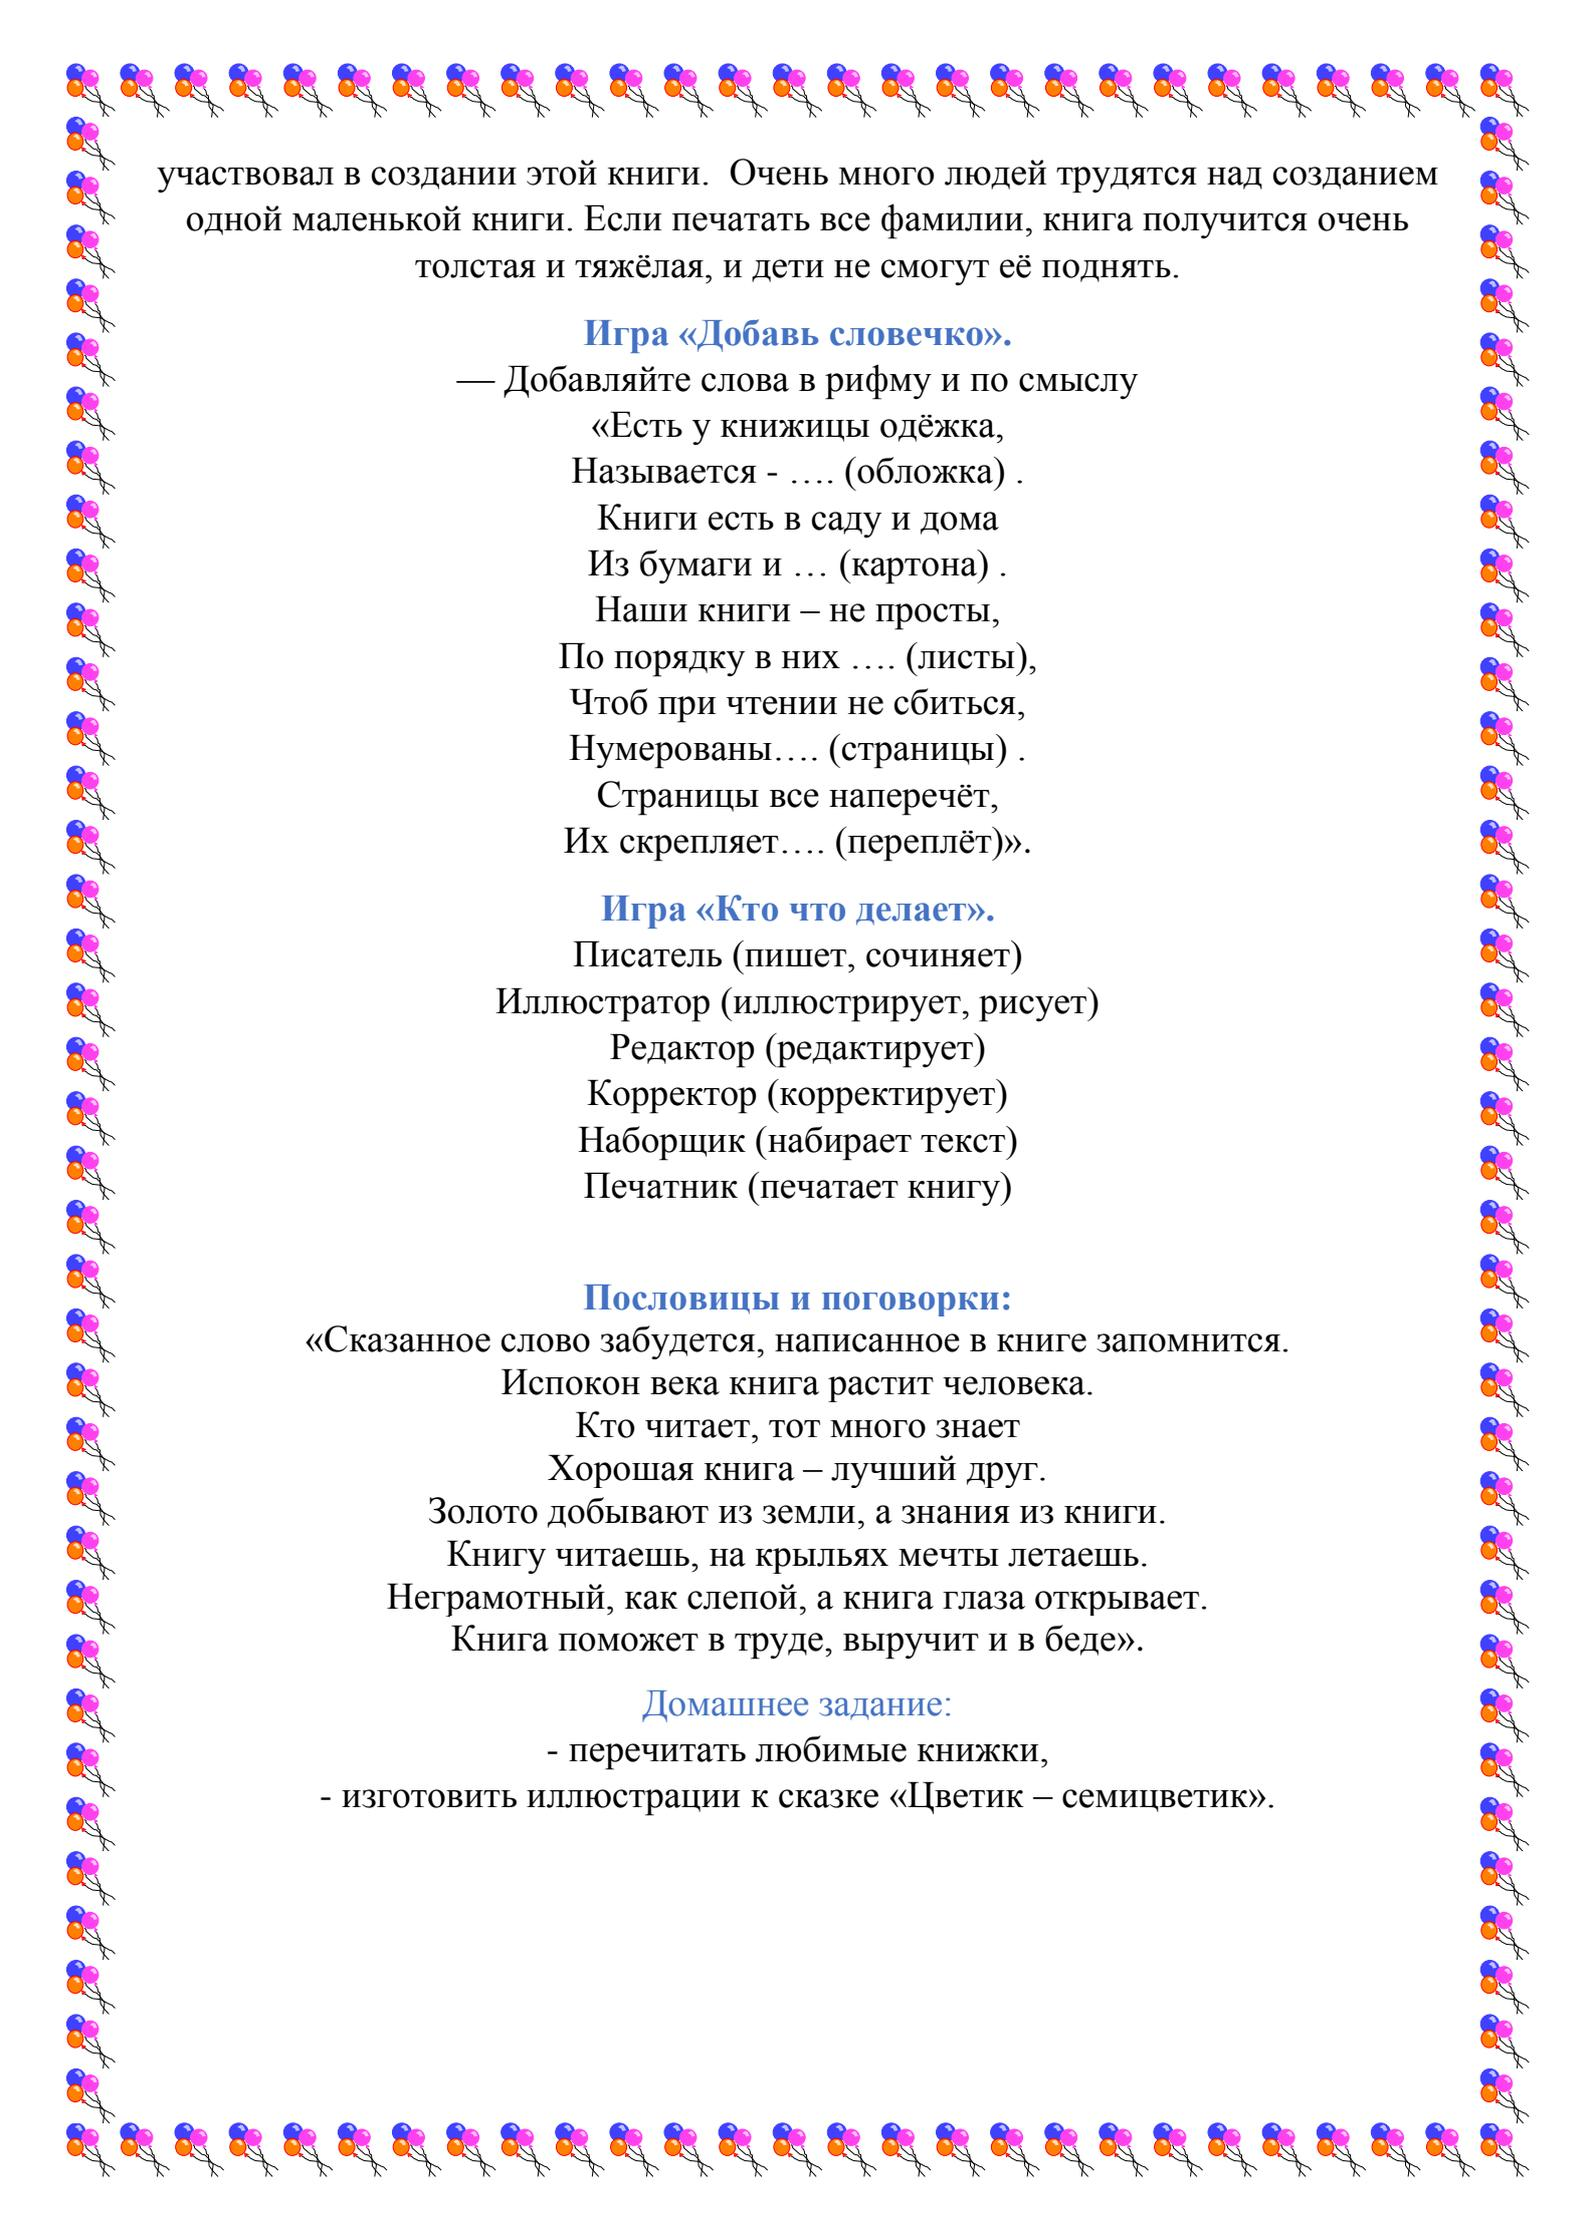 участвовал в создании этой книги.  Очень много людей трудятся над созданием
одной маленькой книги. Если печатать все фамилии, книга получится очень
толстая и тяжёлая, и дети не смогут её поднять.
Игра «Добавь словечко».
— Добавляйте слова в рифму и по смыслу
«Есть у книжицы одёжка,
Называется - …. (обложка) .
Книги есть в саду и дома
Из бумаги и … (картона) .
Наши книги – не просты,
По порядку в них …. (листы),
Чтоб при чтении не сбиться,
Нумерованы…. (страницы) .
Страницы все наперечёт,
Их скрепляет…. (переплёт)».
Игра «Кто что делает».
Писатель (пишет, сочиняет)
Иллюстратор (иллюстрирует, рисует)
Редактор (редактирует)
Корректор (корректирует)
Наборщик (набирает текст)
Печатник (печатает книгу)
Пословицы и поговорки:
«Сказанное слово забудется, написанное в книге запомнится.
Испокон века книга растит человека.
Кто читает, тот много знает
Хорошая книга – лучший друг.
Золото добывают из земли, а знания из книги.
Книгу читаешь, на крыльях мечты летаешь.
Неграмотный, как слепой, а книга глаза открывает.
Книга поможет в труде, выручит и в беде».
Домашнее задание:
- перечитать любимые книжки,
- изготовить иллюстрации к сказке «Цветик – семицветик».